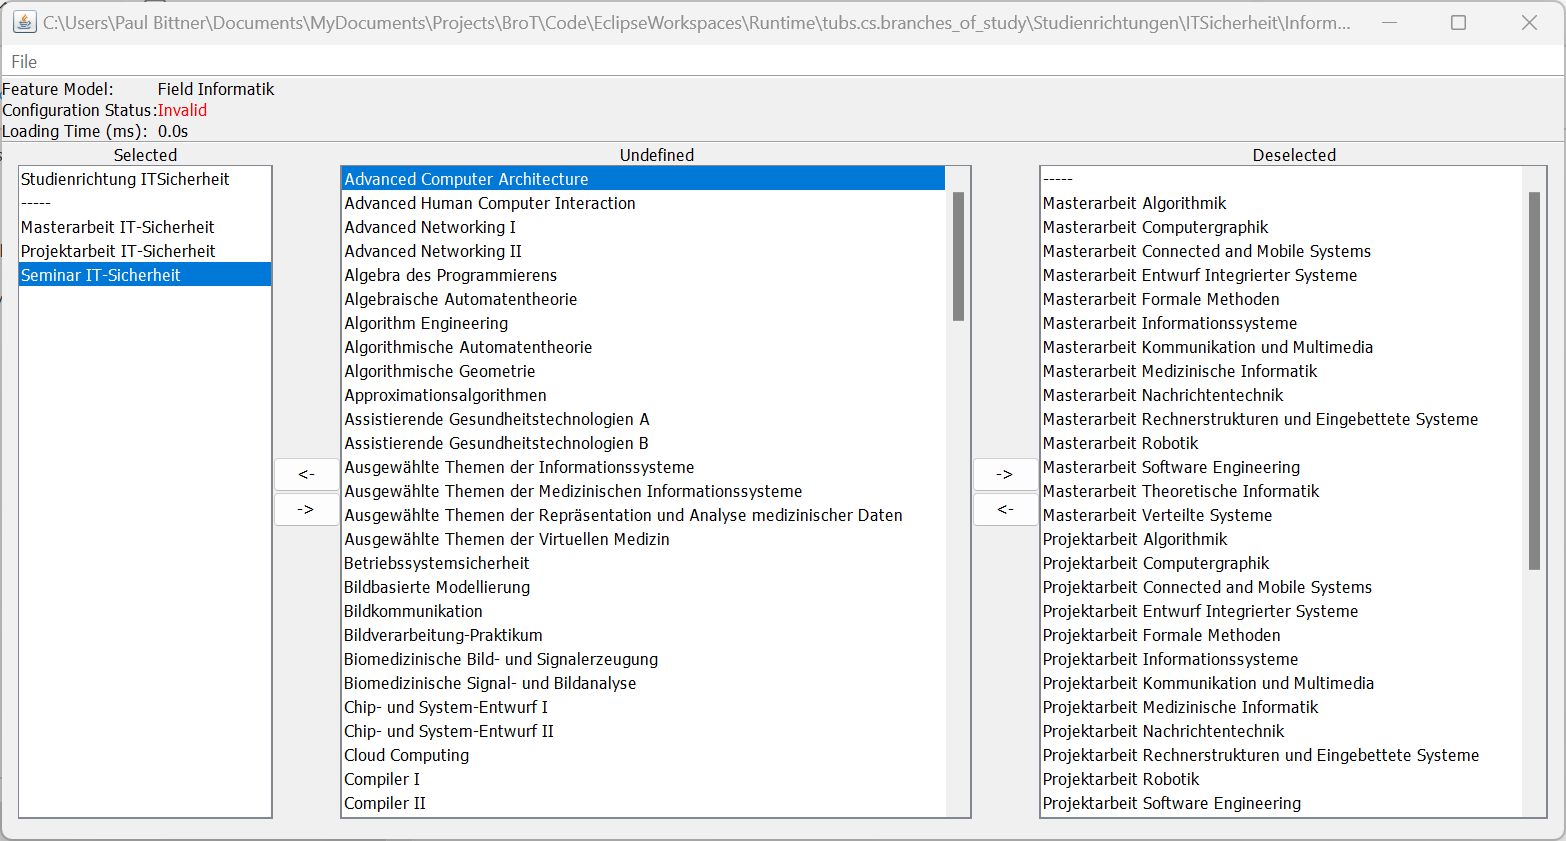 C:\Users\Paul Bittner\Documents\MyDocuments\Projects\BroT\Code\EclipseWorkspaces\Runtime\tubs.cs.branches_of_study\Studienrichtungen\ITSicherheit\Inform...
File
Feature Model: Field Informatik
Configuration Status: Invalid
Loading Time (ms): 0.0s
Selected
Studienrichtung ITSicherheit
-----
Masterarbeit IT-Sicherheit
Projektarbeit IT-Sicherheit
Seminar IT-Sicherheit
<-
->
Undefined
Advanced Computer Architecture
Advanced Human Computer Interaction
Advanced Networking I
Advanced Networking II
Algebra des Programmierens
Algebraische Automatentheorie
Algorithm Engineering
Algorithmische Automatentheorie
Algorithmische Geometrie
Approximationsalgorithmen
Assistierende Gesundheitstechnologien A
Assistierende Gesundheitstechnologien B
Ausgewählte Themen der Informationssysteme
Ausgewählte Themen der Medizinischen Informationssysteme
Ausgewählte Themen der Repräsentation und Analyse medizinischer Daten
Ausgewählte Themen der Virtuellen Medizin
Betriebssystemsicherheit
Bildbasierte Modellierung
Bildkommunikation
Bildverarbeitung-Praktikum
Biomedizinische Bild- und Signalerzeugung
Biomedizinische Signal- und Bildanalyse
Chip- und System-Entwurf I
Chip- und System-Entwurf II
Cloud Computing
Compiler I
Compiler II
->
<-
Deselected
-----
Masterarbeit Algorithmik
Masterarbeit Computergraphik
Masterarbeit Connected and Mobile Systems
Masterarbeit Entwurf Integrierter Systeme
Masterarbeit Formale Methoden
Masterarbeit Informationssysteme
Masterarbeit Kommunikation und Multimedia
Masterarbeit Medizinische Informatik
Masterarbeit Nachrichtentechnik
Masterarbeit Rechnerstrukturen und Eingebettete Systeme
Masterarbeit Robotik
Masterarbeit Software Engineering
Masterarbeit Theoretische Informatik
Masterarbeit Verteilte Systeme
Projektarbeit Algorithmik
Projektarbeit Computergraphik
Projektarbeit Connected and Mobile Systems
Projektarbeit Entwurf Integrierter Systeme
Projektarbeit Formale Methoden
Projektarbeit Informationssysteme
Projektarbeit Kommunikation und Multimedia
Projektarbeit Medizinische Informatik
Projektarbeit Nachrichtentechnik
Projektarbeit Rechnerstrukturen und Eingebettete Systeme
Projektarbeit Robotik
Projektarbeit Software Engineering